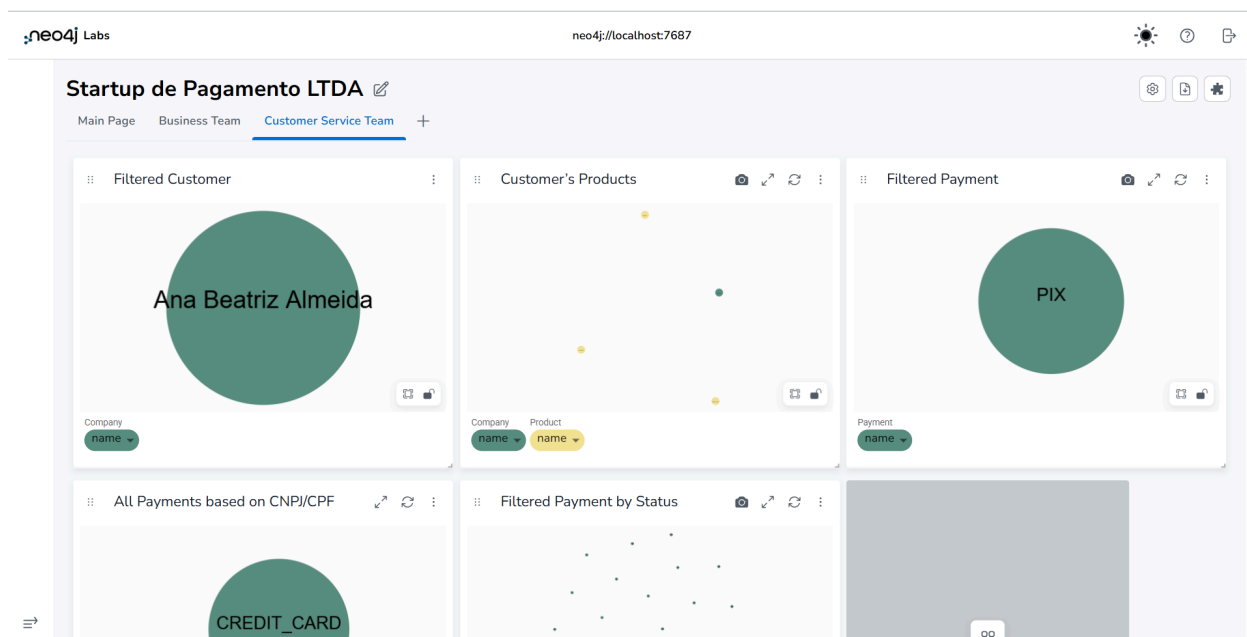 neo4j Labs
neo4j://localhost:7687
Startup de Pagamento LTDA
Main Page
Business Team
Customer Service Team
Filtered Customer
Customer's Products
Filtered Payment
Ana Beatriz Almeida
PIX
Company
name
Company
Product
name
name
Payment
name
All Payments based on CNPJ/CPF
Filtered Payment by Status
CREDIT_CARD